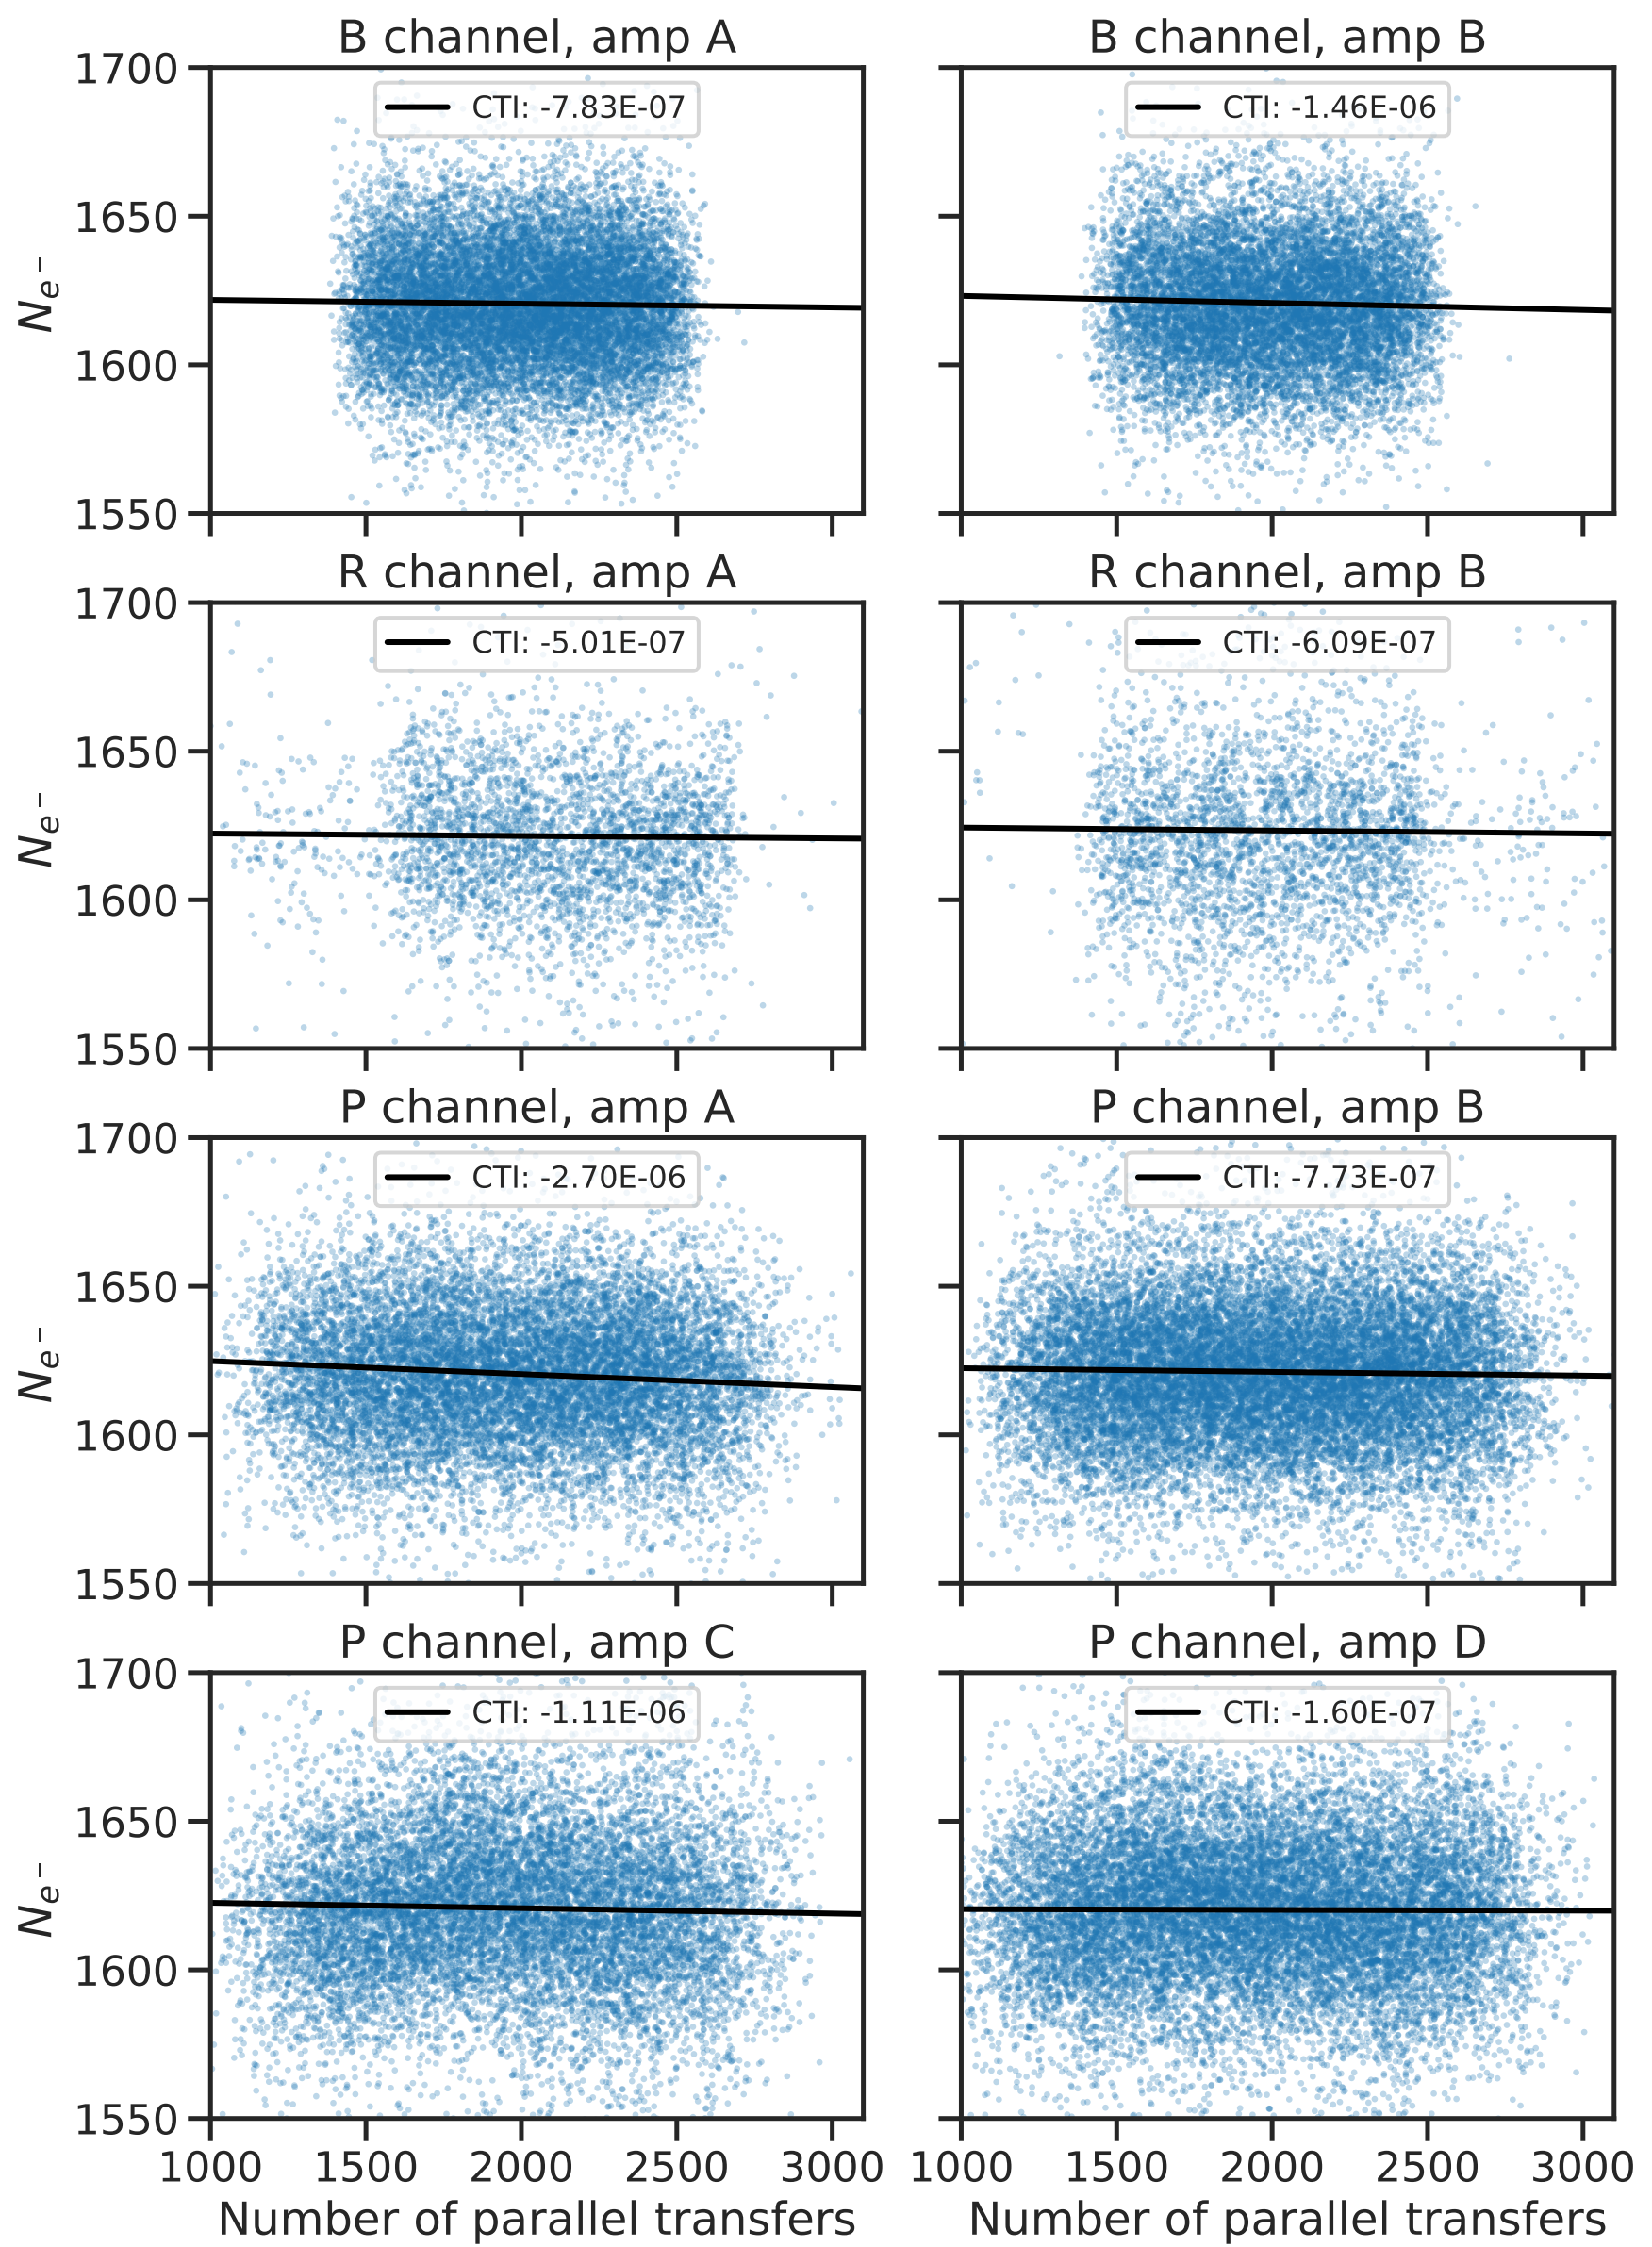 B channel, amp A
B channel, amp B
1700
1650
1600
1550
N_e⁻
CTI: -7.83E-07
CTI: -1.46E-06
R channel, amp A
R channel, amp B
1700
1650
1600
1550
N_e⁻
CTI: -5.01E-07
CTI: -6.09E-07
P channel, amp A
P channel, amp B
1700
1650
1600
1550
N_e⁻
CTI: -2.70E-06
CTI: -7.73E-07
P channel, amp C
P channel, amp D
1700
1650
1600
1550
N_e⁻
CTI: -1.11E-06
CTI: -1.60E-07
1000 1500 2000 2500 3000
1000 1500 2000 2500 3000
Number of parallel transfers
Number of parallel transfers